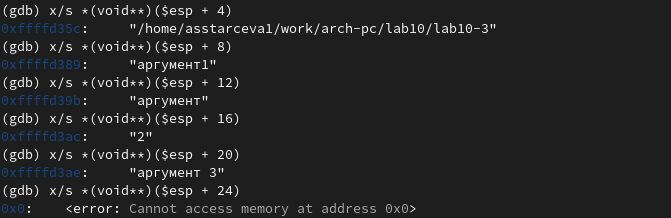 (gdb) x/s *(void**)($esp + 4)
0xffffd35c:	"/home/asstarceva1/work/arch-pc/lab10/lab10-3"
(gdb) x/s *(void**)($esp + 8)
0xffffd389:	"аргумент1"
(gdb) x/s *(void**)($esp + 12)
0xffffd39b:	"аргумент"
(gdb) x/s *(void**)($esp + 16)
0xffffd3ac:	"2"
(gdb) x/s *(void**)($esp + 20)
0xffffd3ae:	"аргумент 3"
(gdb) x/s *(void**)($esp + 24)
0x0:	<error: Cannot access memory at address 0x0>